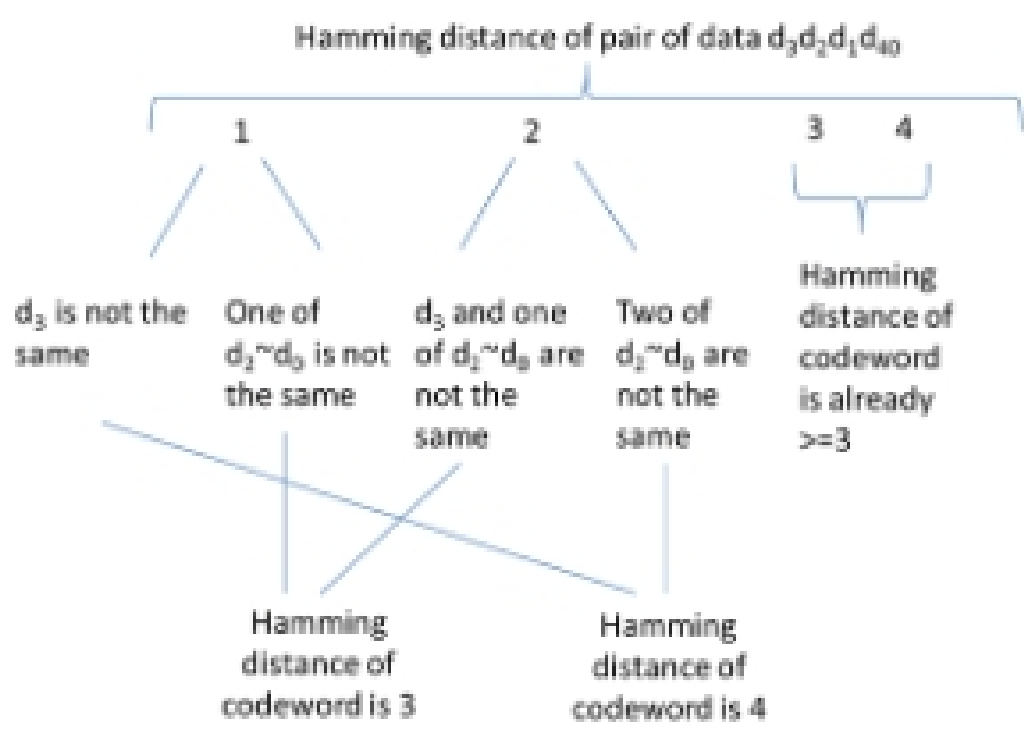 Hamming distance of pair of data d₃d₂d₁d₄₀
1 2 3 4
d₃ is not the
same
One of
d₂~d₀ is not
the same
d₃ and one
of d₂~d₀ are
not the
same
Two of
d₂~d₀ are
not the
same
Hamming
distance of
codeword
is already
>=3
Hamming
distance of
codeword is 3
Hamming
distance of
codeword is 4